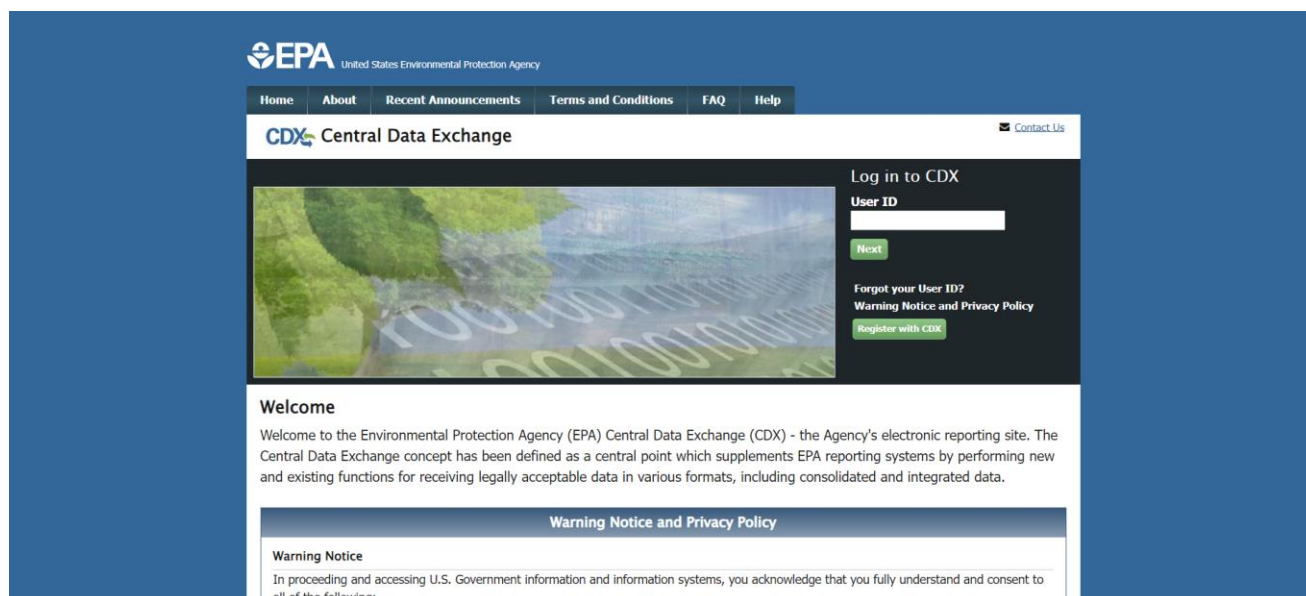 EPA United States Environmental Protection Agency
Home About Recent Announcements Terms and Conditions FAQ Help
CDX Central Data Exchange
Contact Us
Log in to CDX
User ID
Next
Forgot your User ID?
Warning Notice and Privacy Policy
Register with CDX
Welcome
Welcome to the Environmental Protection Agency (EPA) Central Data Exchange (CDX) - the Agency's electronic reporting site. The
Central Data Exchange concept has been defined as a central point which supplements EPA reporting systems by performing new
and existing functions for receiving legally acceptable data in various formats, including consolidated and integrated data.
Warning Notice and Privacy Policy
Warning Notice
In proceeding and accessing U.S. Government information and information systems, you acknowledge that you fully understand and consent to
all of the following: